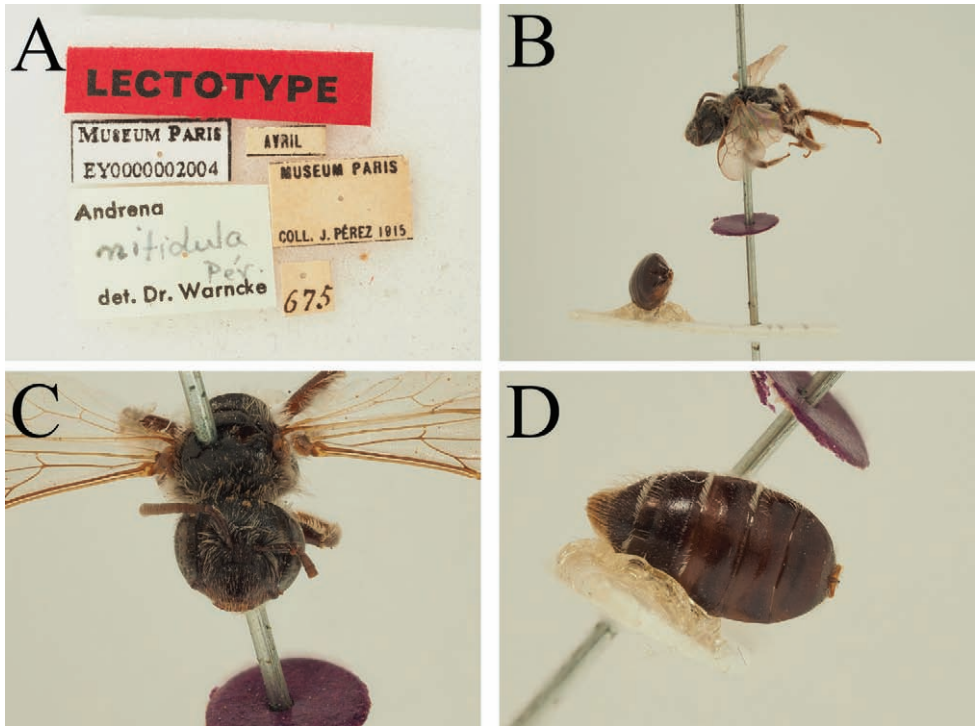 A
LECTOTYPE
MUSEUM PARIS
EY0000002004
AVRIL
MUSEUM PARIS
COLL. J. PÉREZ 1915
Andrena
nitidula
Pér.
det. Dr. Warncke
675
B
C
D